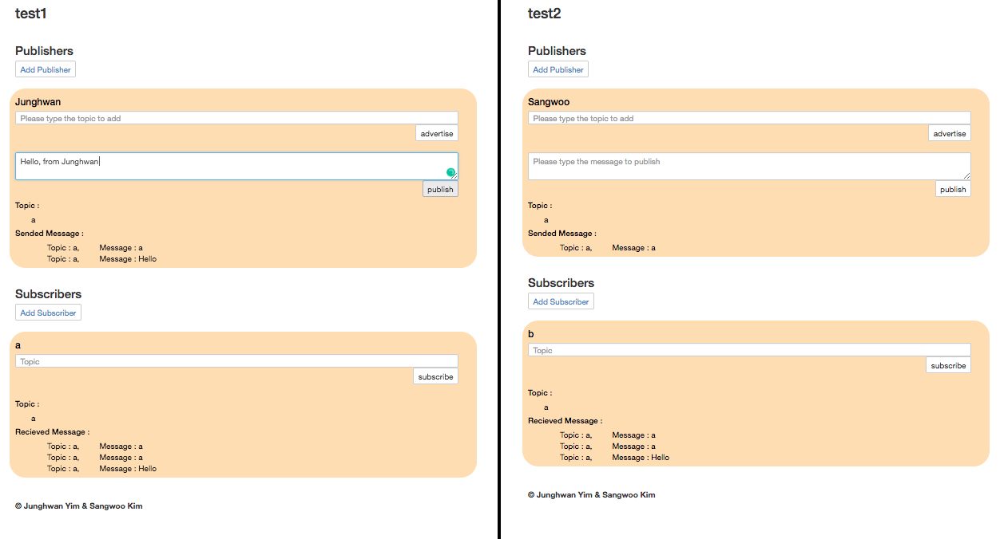 test1
Publishers
Add Publisher
Junghwan
Please type the topic to add
advertise
Hello, from Junghwan
publish
Topic :
a
Sended Message :
Topic : a, Message : a
Topic : a, Message : Hello
Subscribers
Add Subscriber
a
Topic
subscribe
Topic :
a
Recieved Message :
Topic : a, Message : a
Topic : a, Message : a
Topic : a, Message : Hello
© Junghwan Yim & Sangwoo Kim
test2
Publishers
Add Publisher
Sangwoo
Please type the topic to add
advertise
Please type the message to publish
publish
Topic :
a
Sended Message :
Topic : a, Message : a
Subscribers
Add Subscriber
b
Topic
subscribe
Topic :
a
Recieved Message :
Topic : a, Message : a
Topic : a, Message : a
Topic : a, Message : Hello
© Junghwan Yim & Sangwoo Kim